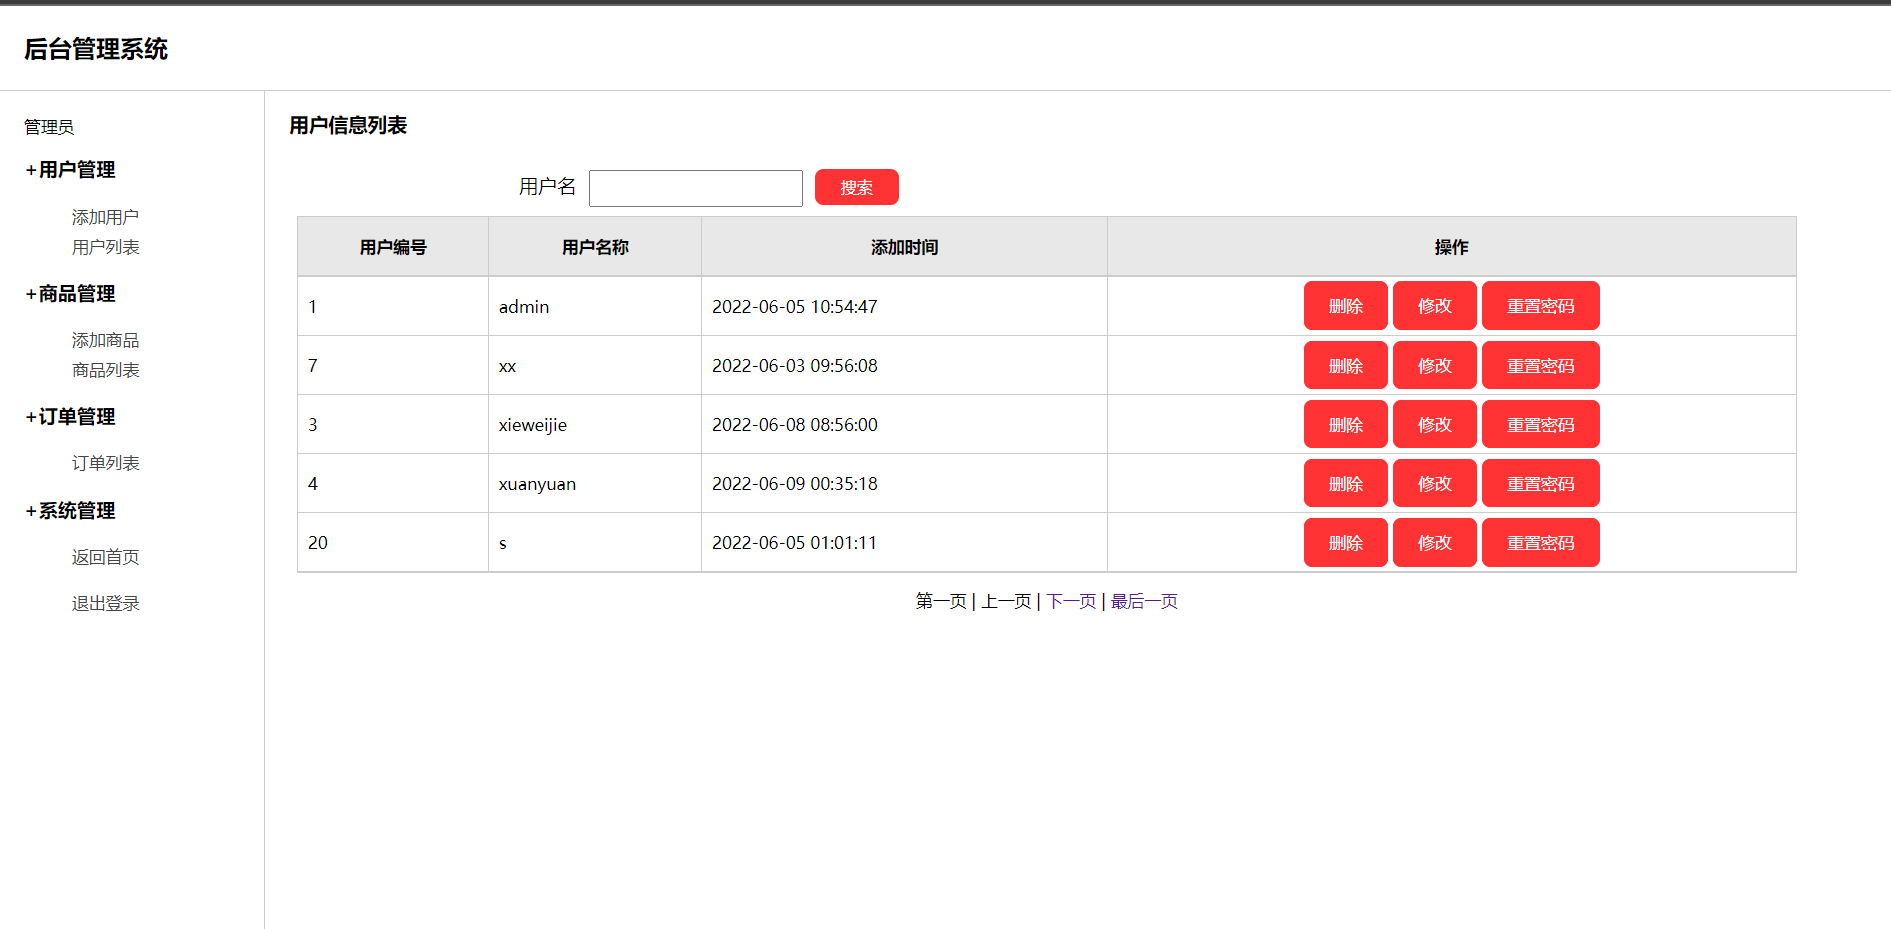 后台管理系统
管理员
+用户管理
添加用户
用户列表
+商品管理
添加商品
商品列表
+订单管理
订单列表
+系统管理
返回首页
退出登录
用户信息列表
用户名 搜索
用户编号 用户名称 添加时间 操作
1 admin 2022-06-05 10:54:47 删除 修改 重置密码
7 xx 2022-06-03 09:56:08 删除 修改 重置密码
3 xieweijie 2022-06-08 08:56:00 删除 修改 重置密码
4 xuanyuan 2022-06-09 00:35:18 删除 修改 重置密码
20 s 2022-06-05 01:01:11 删除 修改 重置密码
第一页 | 上一页 | 下一页 | 最后一页